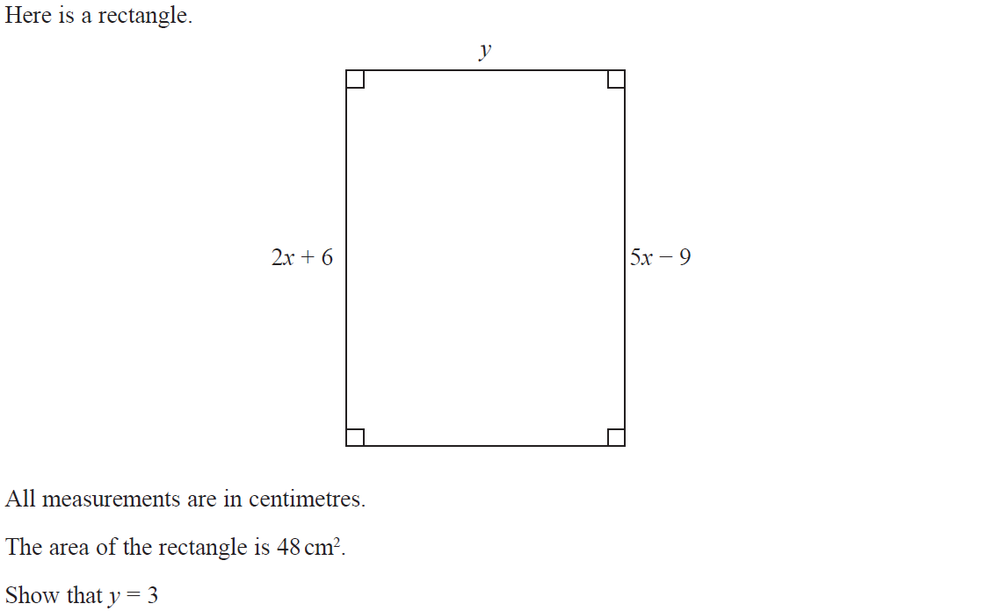 Here is a rectangle.
y
2x + 6
5x − 9
All measurements are in centimetres.
The area of the rectangle is 48 cm².
Show that y = 3